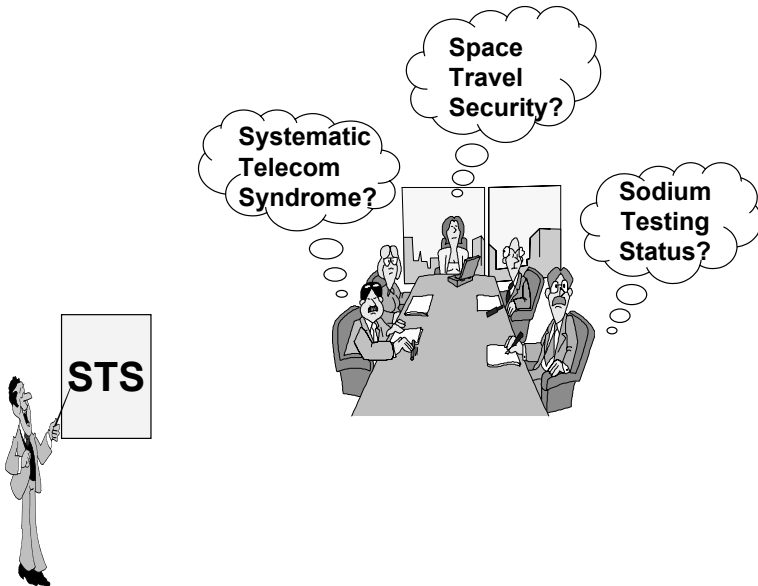 Space
Travel
Security?
Systematic
Telecom
Syndrome?
Sodium
Testing
Status?
STS